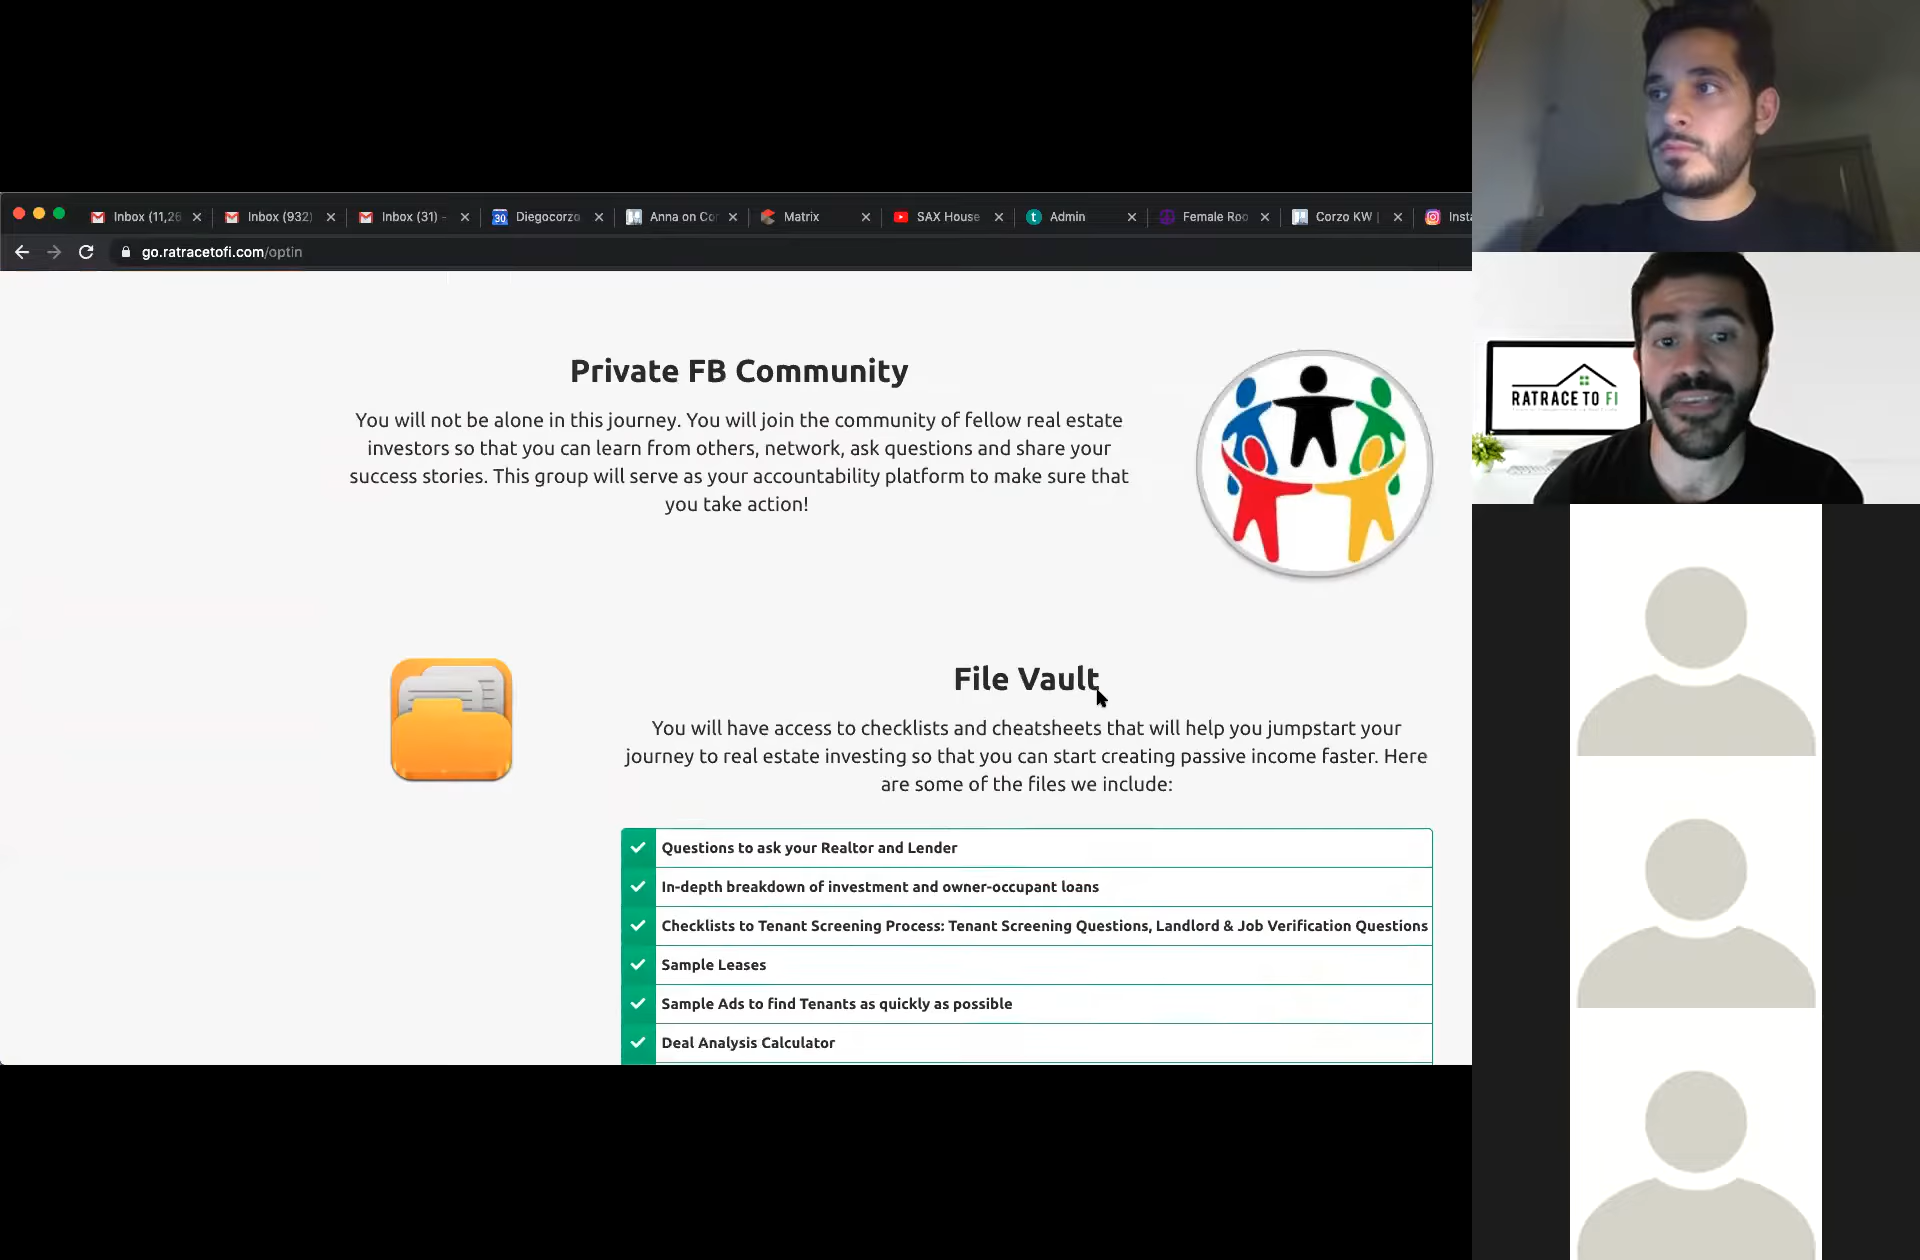 Inbox (11,26
Inbox (932)
Inbox (31) -
30
Diegocorzo
Anna on Cor
Matrix
SAX House
t
Admin
Female Roo
Corzo KW |
Insta
go.ratracetofi.com/optin
RATRACE TO FI
Private FB Community
You will not be alone in this journey. You will join the community of fellow real estate
investors so that you can learn from others, network, ask questions and share your
success stories. This group will serve as your accountability platform to make sure that
you take action!
File Vault
You will have access to checklists and cheatsheets that will help you jumpstart your
journey to real estate investing so that you can start creating passive income faster. Here
are some of the files we include:
Questions to ask your Realtor and Lender
In-depth breakdown of investment and owner-occupant loans
Checklists to Tenant Screening Process: Tenant Screening Questions, Landlord & Job Verification Questions
Sample Leases
Sample Ads to find Tenants as quickly as possible
Deal Analysis Calculator